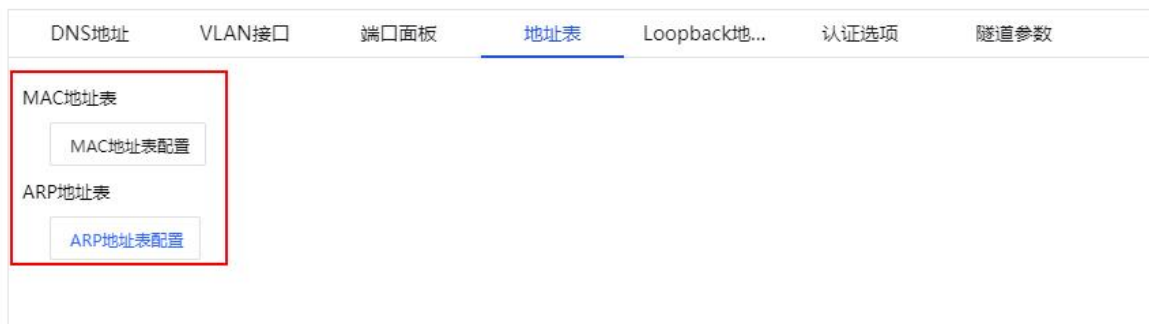 DNS地址 VLAN接口 端口面板 地址表 Loopback地... 认证选项 隧道参数
MAC地址表
MAC地址表配置
ARP地址表
ARP地址表配置